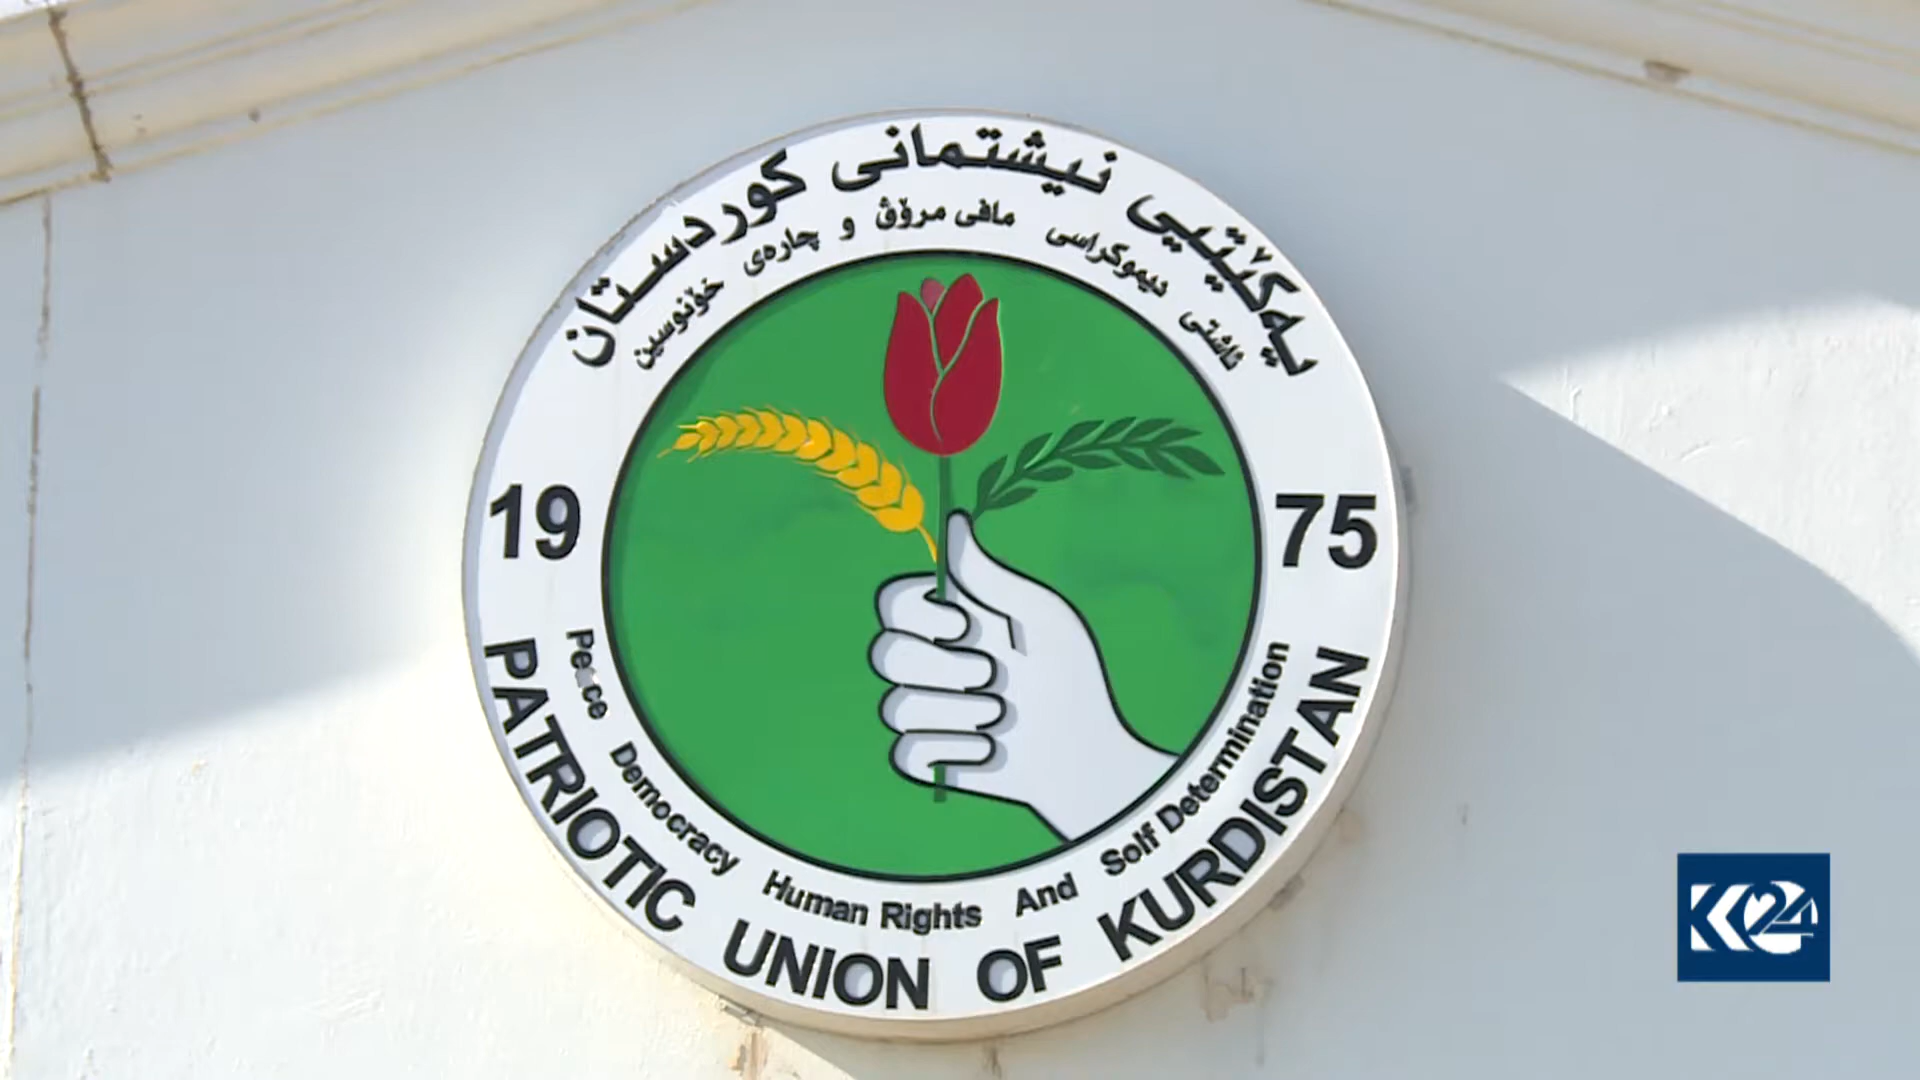 یەکێتیی نیشتمانی کوردستان
ئاشتی دیموکراسی مافی مرۆڤ و چارەی خۆنوسین
19 75
Peace Democracy Human Rights And Solf Determination
PATRIOTIC UNION OF KURDISTAN
K24